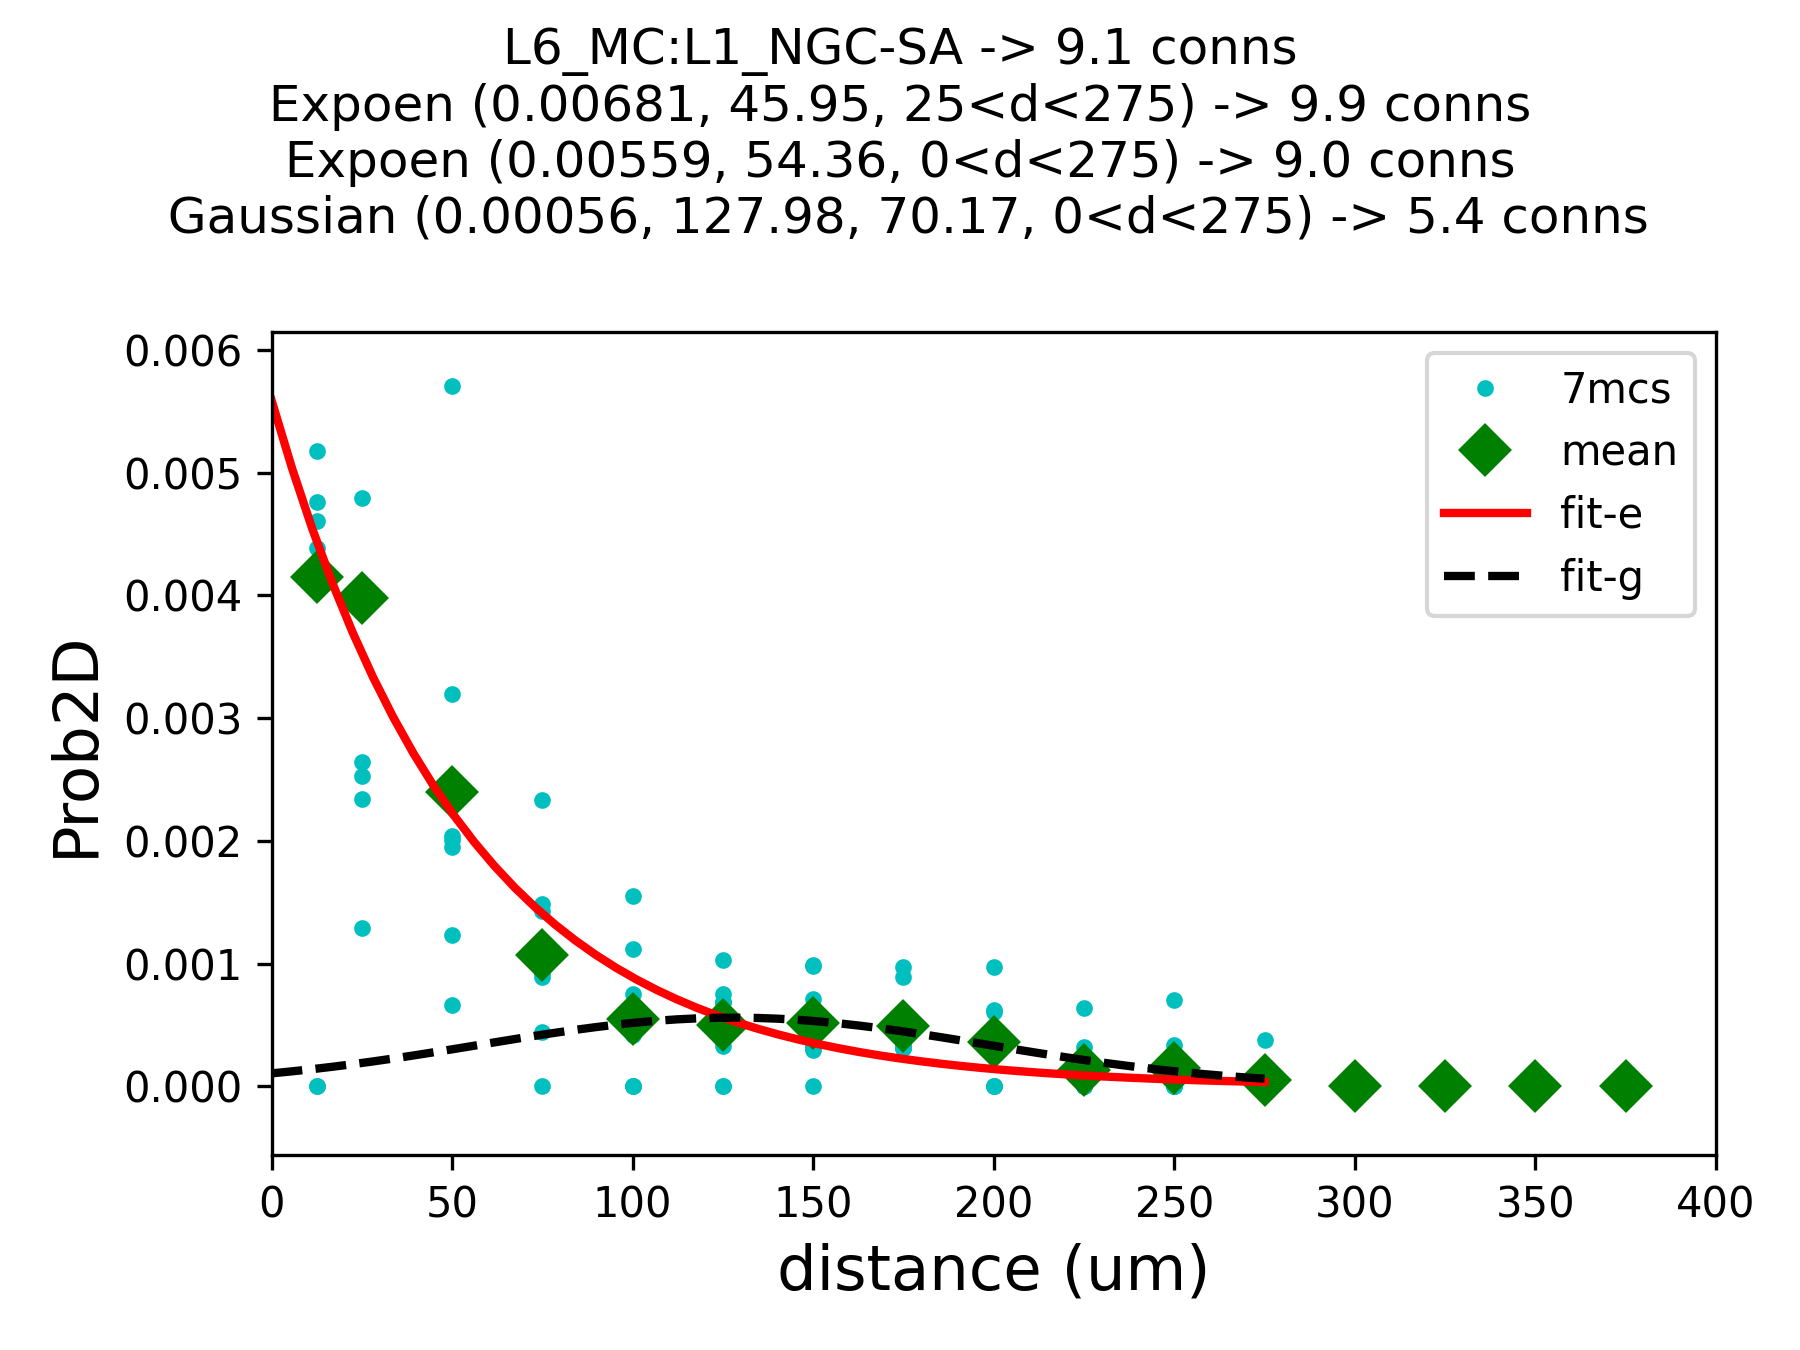 L6_MC:L1_NGC-SA -> 9.1 conns
Expoen (0.00681, 45.95, 25<d<275) -> 9.9 conns
Expoen (0.00559, 54.36, 0<d<275) -> 9.0 conns
Gaussian (0.00056, 127.98, 70.17, 0<d<275) -> 5.4 conns
7mcs
mean
fit-e
fit-g
Prob2D
0.006
0.005
0.004
0.003
0.002
0.001
0.000
0 50 100 150 200 250 300 350 400
distance (um)